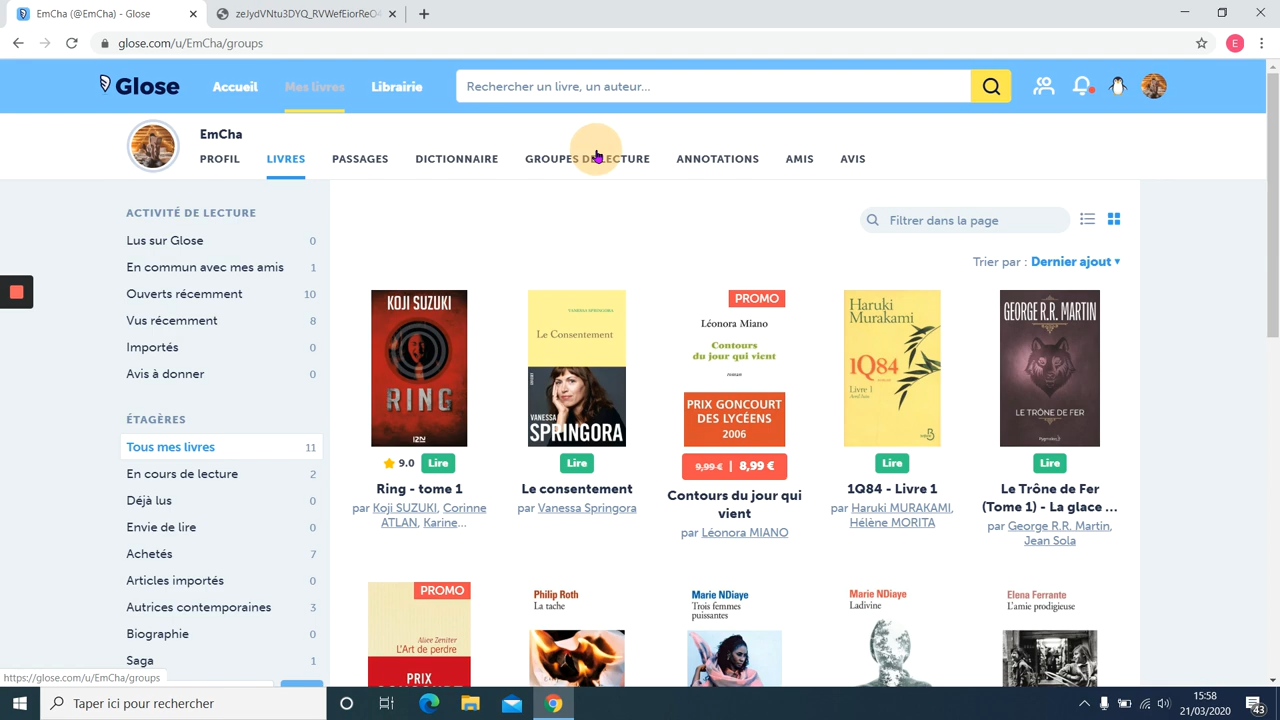 EmCha (@EmCha) - Glose
zeJydVNtu3DYQ_RVWwfEiorReO
glose.com/u/EmCha/groups
E
Glose
Accueil
Mes livres
Librairie
Rechercher un livre, un auteur...
EmCha
PROFIL
LIVRES
PASSAGES
DICTIONNAIRE
GROUPES DE LECTURE
ANNOTATIONS
AMIS
AVIS
ACTIVITÉ DE LECTURE
Lus sur Glose 0
En commun avec mes amis 1
Ouverts récemment 10
Vus récemment 8
Importés 0
Avis à donner 0
ÉTAGÈRES
Tous mes livres 11
En cours de lecture 2
Déjà lus 0
Envie de lire 0
Achetés 7
Articles importés 0
Autrices contemporaines 3
Biographie 0
Saga 1
Filtrer dans la page
Trier par : Dernier ajout
KOJI SUZUKI
RING
9.0 Lire
Ring - tome 1
par Koji SUZUKI, Corinne
ATLAN, Karine...
VANESSA SPRINGORA
Le Consentement
VANESSA
SPRINGORA
Lire
Le consentement
par Vanessa Springora
PROMO
Léonora Miano
Contours
du jour qui vient
roman
PRIX GONCOURT
DES LYCÉENS
2006
9,99 € | 8,99 €
Contours du jour qui
vient
par Léonora MIANO
Haruki
Murakami
1Q84
Livre 1
Avril-Juin
Lire
1Q84 - Livre 1
par Haruki MURAKAMI,
Hélène MORITA
GEORGE R.R. MARTIN
LE TRÔNE DE FER
Pygmalion
Lire
Le Trône de Fer
(Tome 1) - La glace ...
par George R.R. Martin,
Jean Sola
PROMO
Alice Zeniter
L'Art de perdre
PRIX
Philip Roth
La tache
Marie NDiaye
Trois femmes
puissantes
Marie NDiaye
Ladivine
Elena Ferrante
L'amie prodigieuse
https://glose.com/u/EmCha/groups
Taper ici pour rechercher
15:58
21/03/2020
43